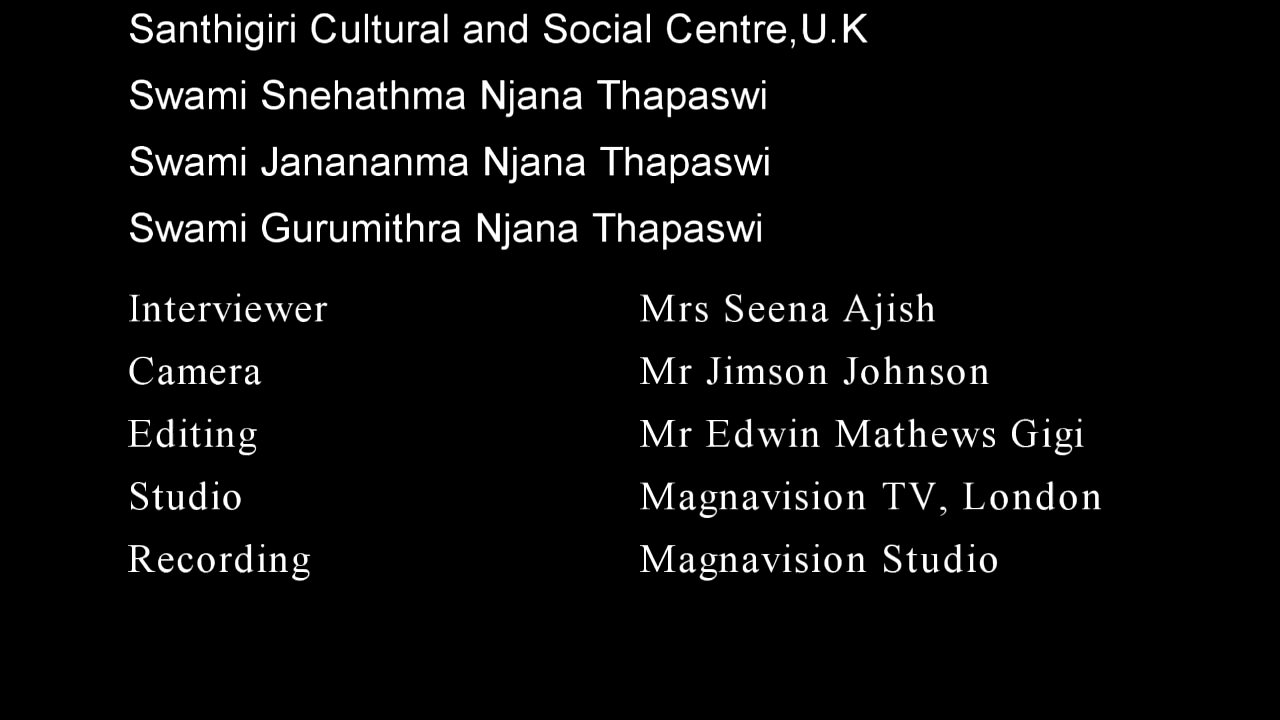 Santhigiri Cultural and Social Centre,U.K
Swami Snehathma Njana Thapaswi
Swami Janananma Njana Thapaswi
Swami Gurumithra Njana Thapaswi
Interviewer Mrs Seena Ajish
Camera Mr Jimson Johnson
Editing Mr Edwin Mathews Gigi
Studio Magnavision TV, London
Recording Magnavision Studio